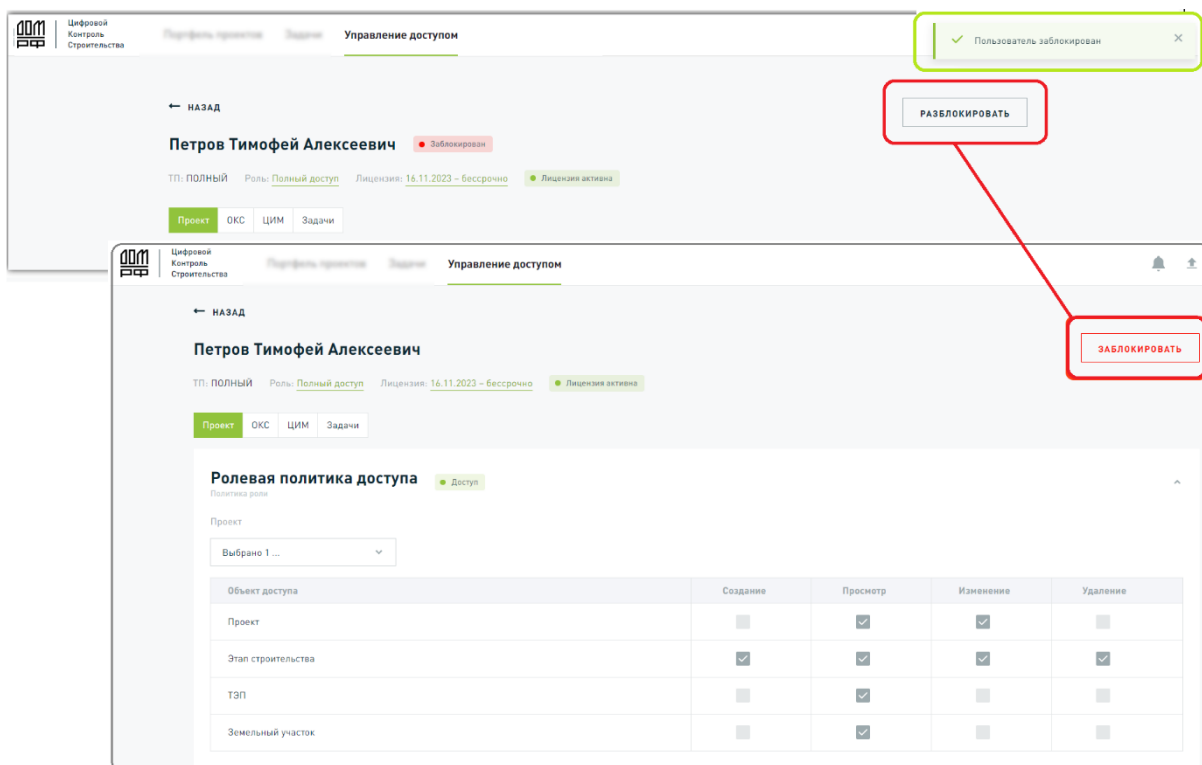 ДОМ
РФ
Цифровой
Контроль
Строительства
Портфель проектов Задачи Управление доступом
Пользователь заблокирован
← НАЗАД
РАЗБЛОКИРОВАТЬ
Петров Тимофей Алексеевич Заблокирован
ТП: ПОЛНЫЙ Роль: Полный доступ Лицензия: 16.11.2023 – бессрочно Лицензия активна
Проект ОКС ЦИМ Задачи
ДОМ
РФ
Цифровой
Контроль
Строительства
Портфель проектов Задачи Управление доступом
← НАЗАД
Петров Тимофей Алексеевич
ЗАБЛОКИРОВАТЬ
ТП: ПОЛНЫЙ Роль: Полный доступ Лицензия: 16.11.2023 – бессрочно Лицензия активна
Проект ОКС ЦИМ Задачи
Ролевая политика доступа Доступ
Политика роли
Проект
Выбрано 1 ...
Объект доступа Создание Просмотр Изменение Удаление
Проект
Этап строительства
ТЭП
Земельный участок